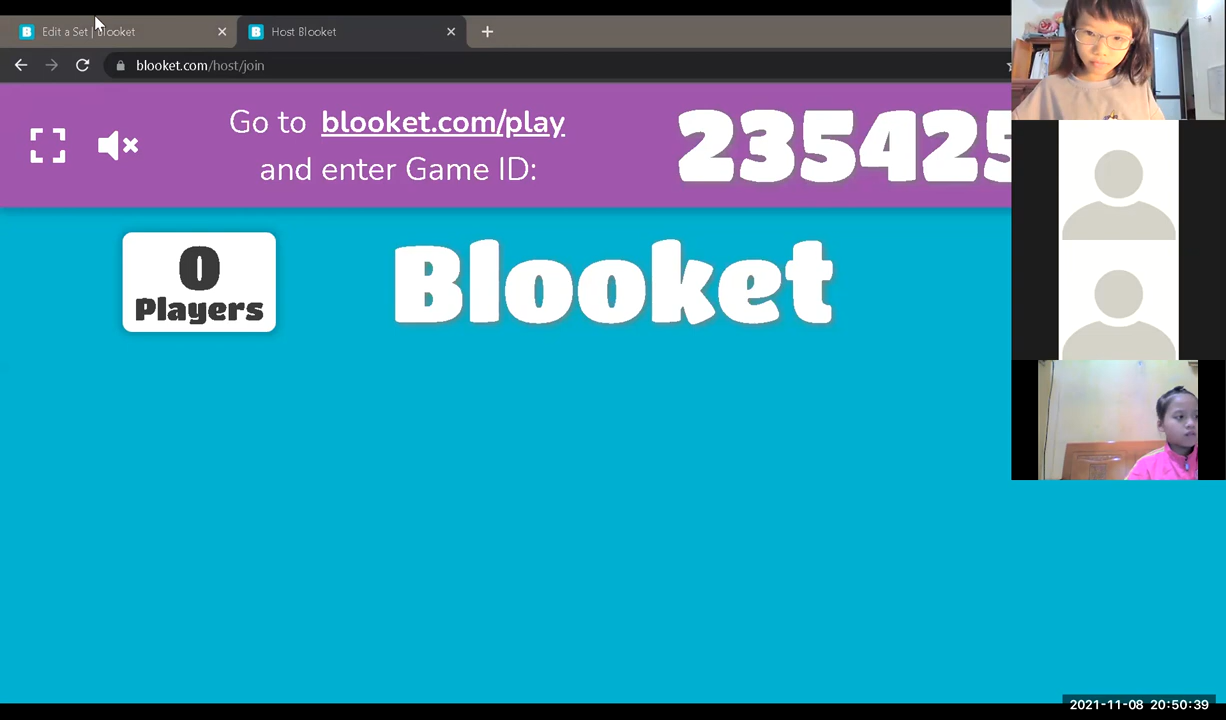 Edit a Set | Blooket
Host Blooket
blooket.com/host/join
Go to blooket.com/play
and enter Game ID:
235425
0
Players
Blooket
2021-11-08 20:50:39